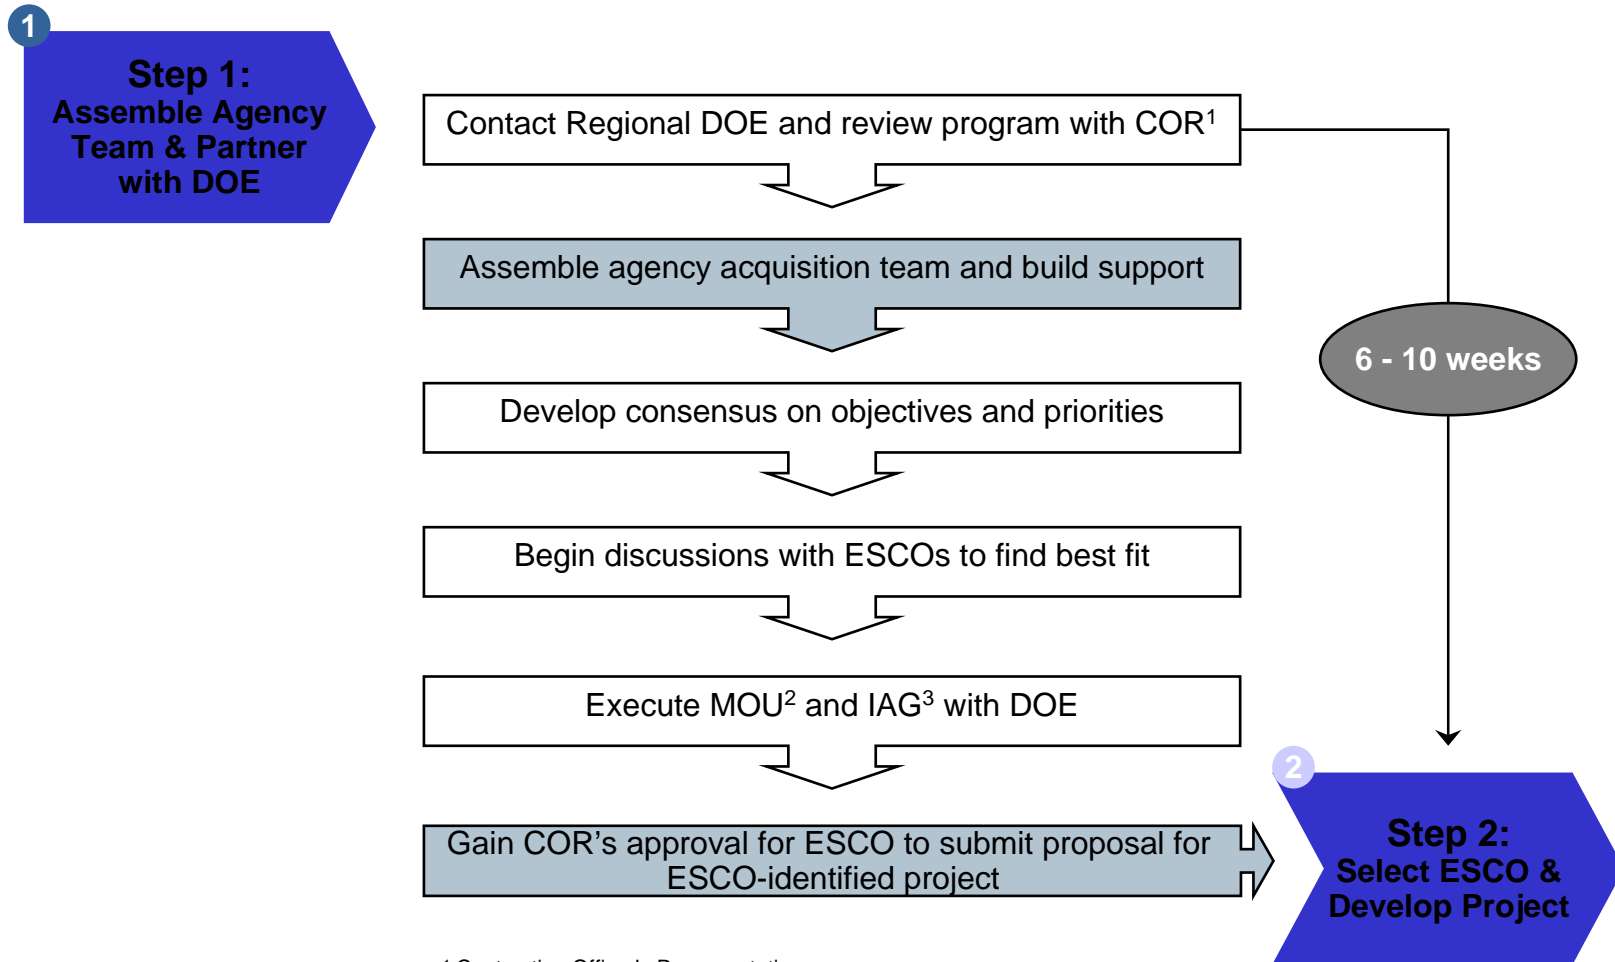 1
Step 1:
Assemble Agency
Team & Partner
with DOE
Contact Regional DOE and review program with COR¹
Assemble agency acquisition team and build support
6 - 10 weeks
Develop consensus on objectives and priorities
Begin discussions with ESCOs to find best fit
Execute MOU² and IAG³ with DOE
2
Gain COR’s approval for ESCO to submit proposal for
ESCO-identified project
Step 2:
Select ESCO &
Develop Project